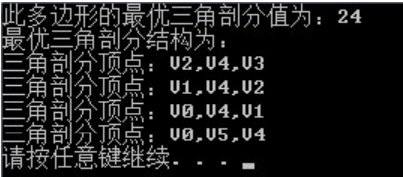 此多边形的最优三角剖分值为：24
最优三角剖分结构为：
三角剖分顶点：V2,V4,V3
三角剖分顶点：V1,V4,V2
三角剖分顶点：V0,V4,V1
三角剖分顶点：V0,V5,V4
请按任意键继续. . .